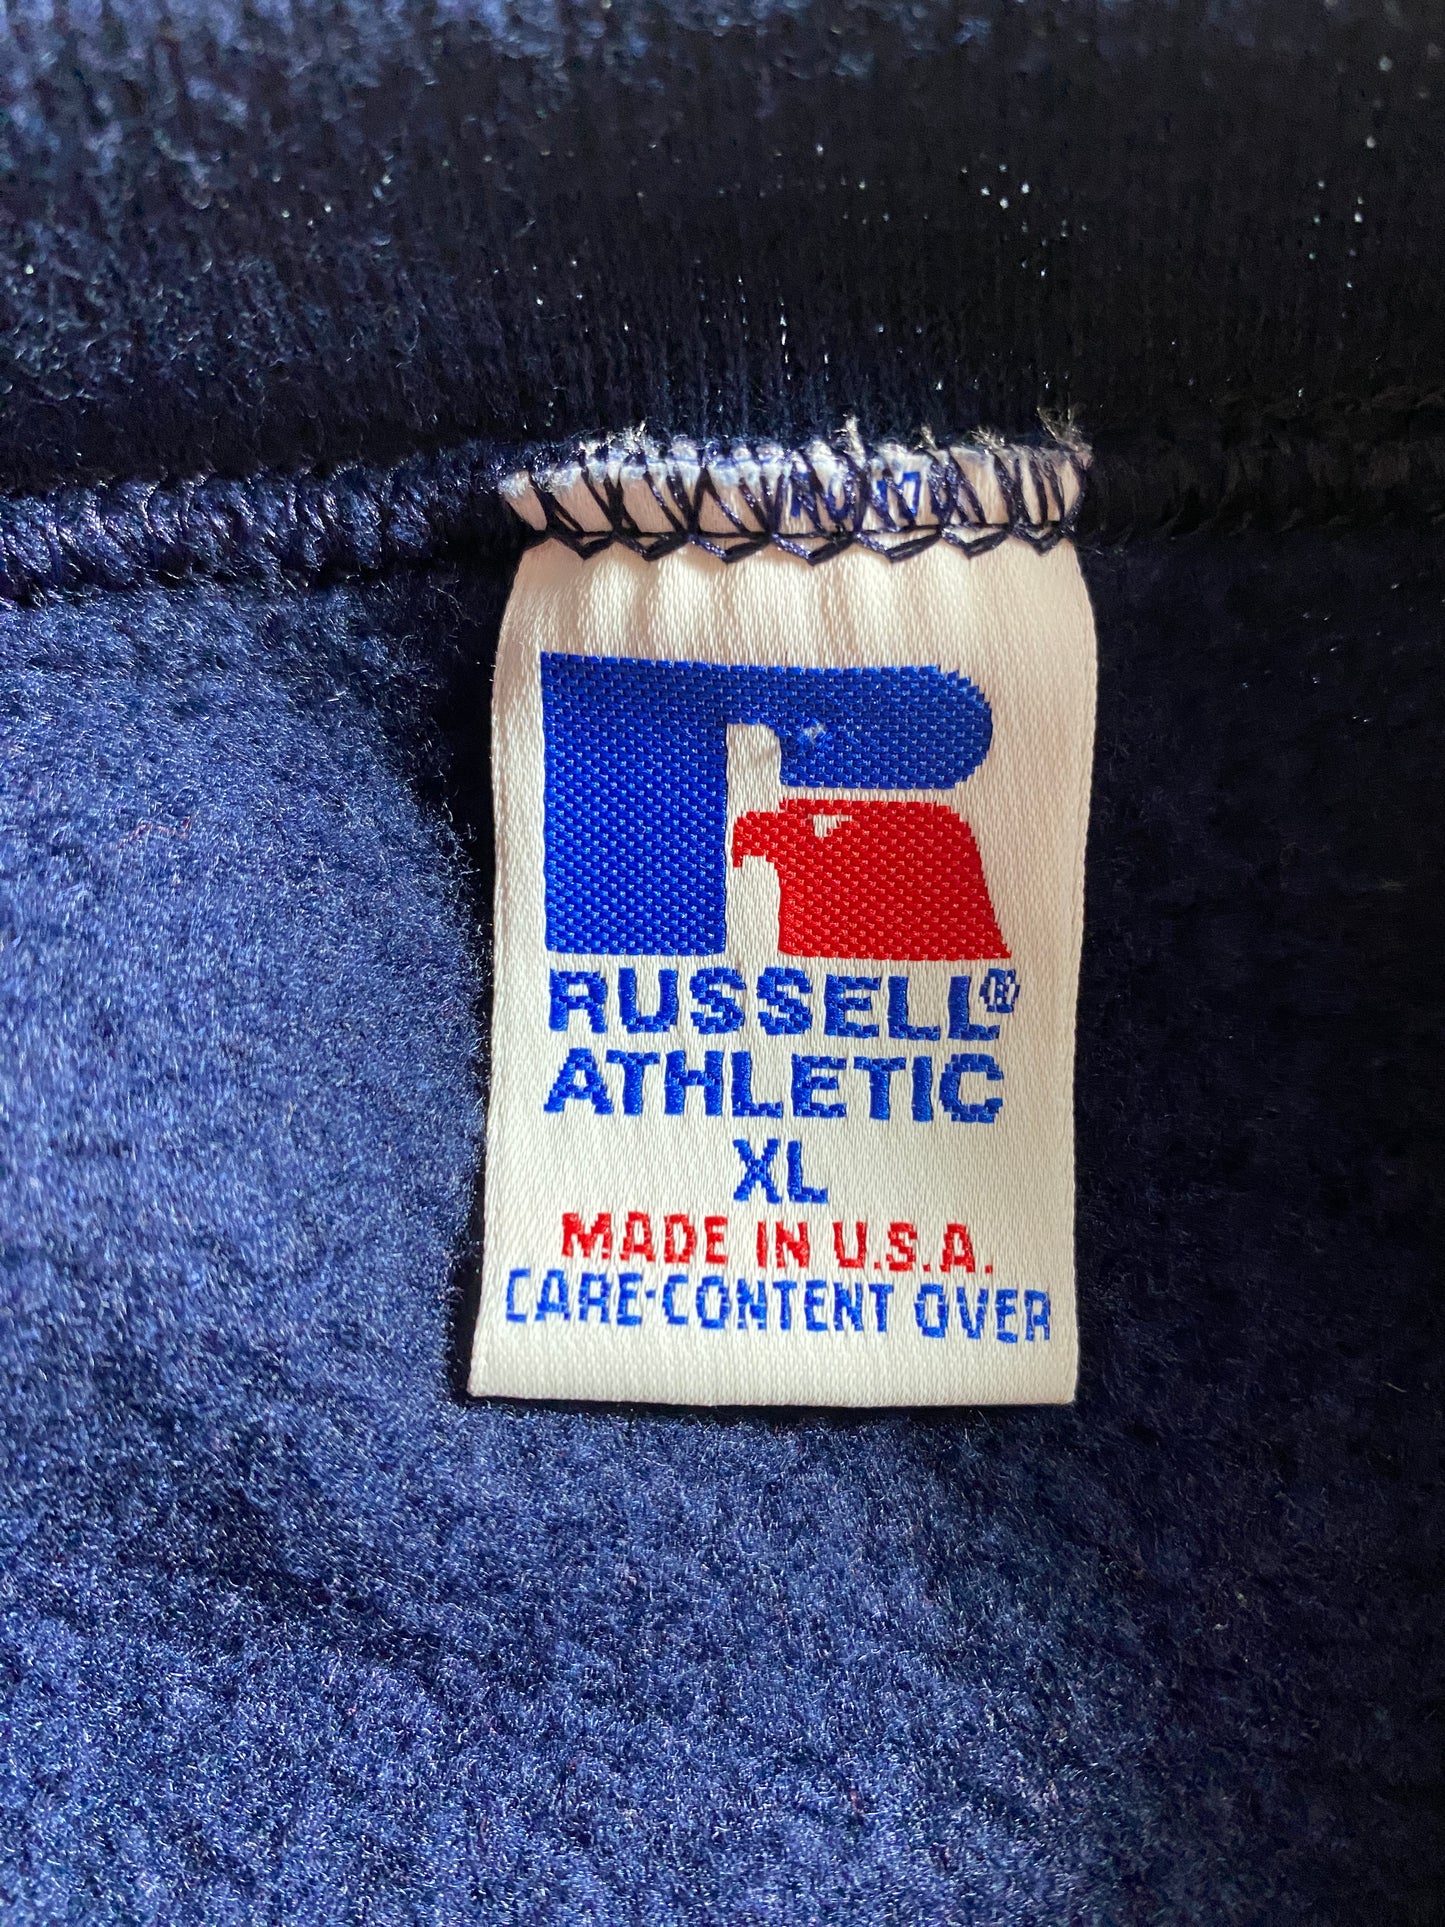 RUSSELL®
ATHLETIC
XL
MADE IN U.S.A.
CARE·CONTENT OVER